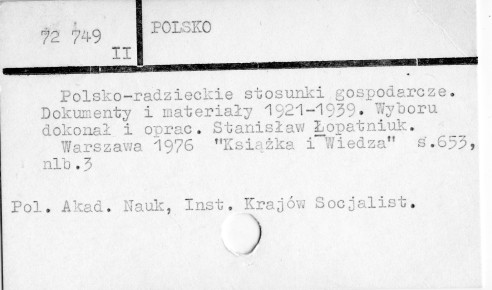 72 749
II
POLSKO
Polsko-radzieckie stosunki gospodarcze.
Dokumenty i materiały 1921-1939. Wyboru
dokonał i oprac. Stanisław Łopatniuk.
Warszawa 1976 "Książka i Wiedza" s.653,
nlb.3
Pol. Akad. Nauk, Inst. Krajów Socjalist.